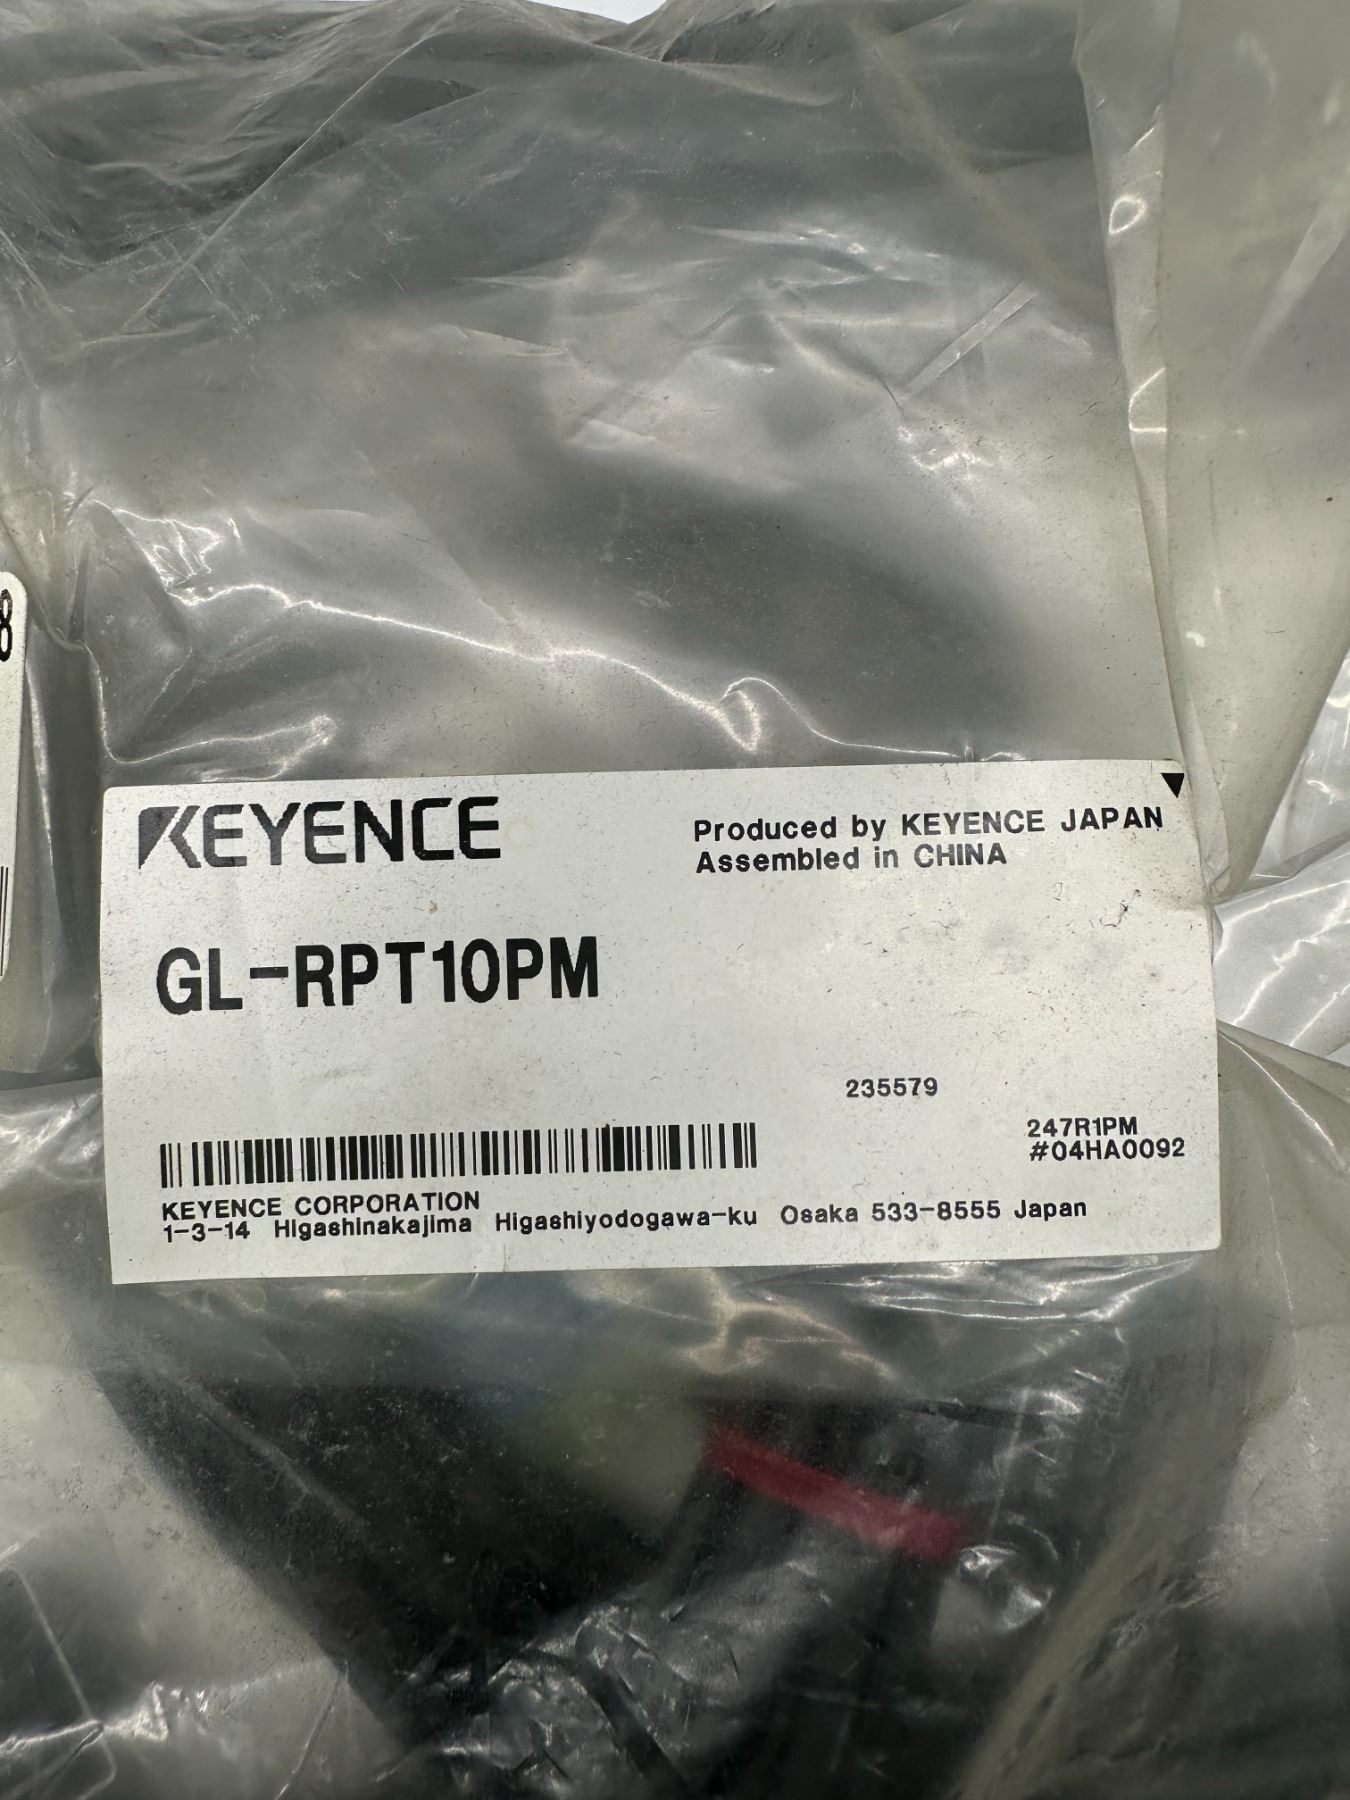 8
KEYENCE
Produced by KEYENCE JAPAN
Assembled in CHINA
GL-RPT10PM
235579
247R1PM
#04HA0092
KEYENCE CORPORATION
1-3-14 Higashinakajima Higashiyodogawa-ku Osaka 533-8555 Japan